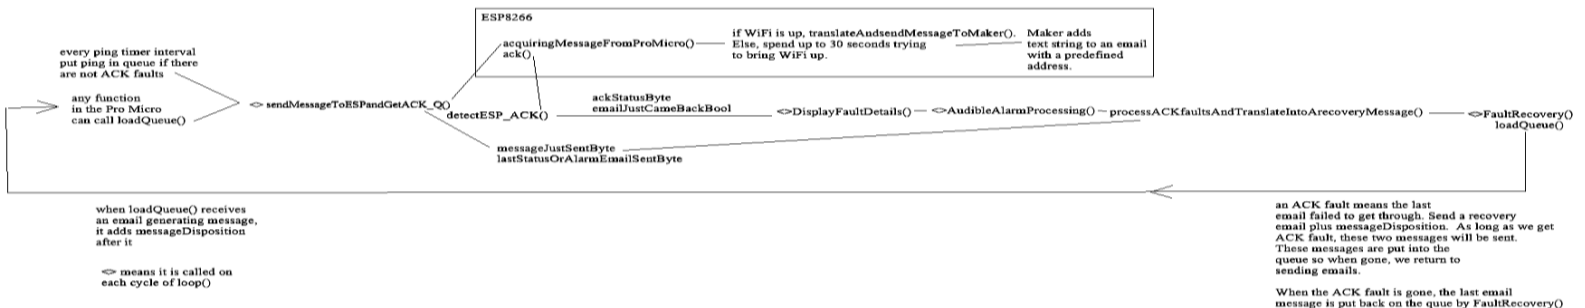 ESP8266
every ping timer interval
put ping in queue if there
are not ACK faults
any function
in the Pro Micro
can call loadQueue()
<> sendMessageToESPandGetACK_Q()
acquiringMessageFromProMicro()
ack()
if WiFi is up, translateAndsendMessageToMaker().
Else, spend up to 30 seconds trying
to bring WiFi up.
Maker adds
text string to an email
with a predefined
address.
detectESP_ACK()
ackStatusByte
emailJustCameBackBool
<>DisplayFaultDetails()
<>AudibleAlarmProcessing()
processACKfaultsAndTranslateIntoArecoveryMessage()
<>FaultRecovery()
loadQueue()
messageJustSentByte
lastStatusOrAlarmEmailSentByte
when loadQueue() receives
an email generating message,
it adds messageDisposition
after it
<> means it is called on
each cycle of loop()
an ACK fault means the last
email failed to get through. Send a recovery
email plus messageDisposition. As long as we get
ACK fault, these two messages will be sent.
These messages are put into the
queue so when gone, we return to
sending emails.
When the ACK fault is gone, the last email
message is put back on the quue by FaultRecovery()